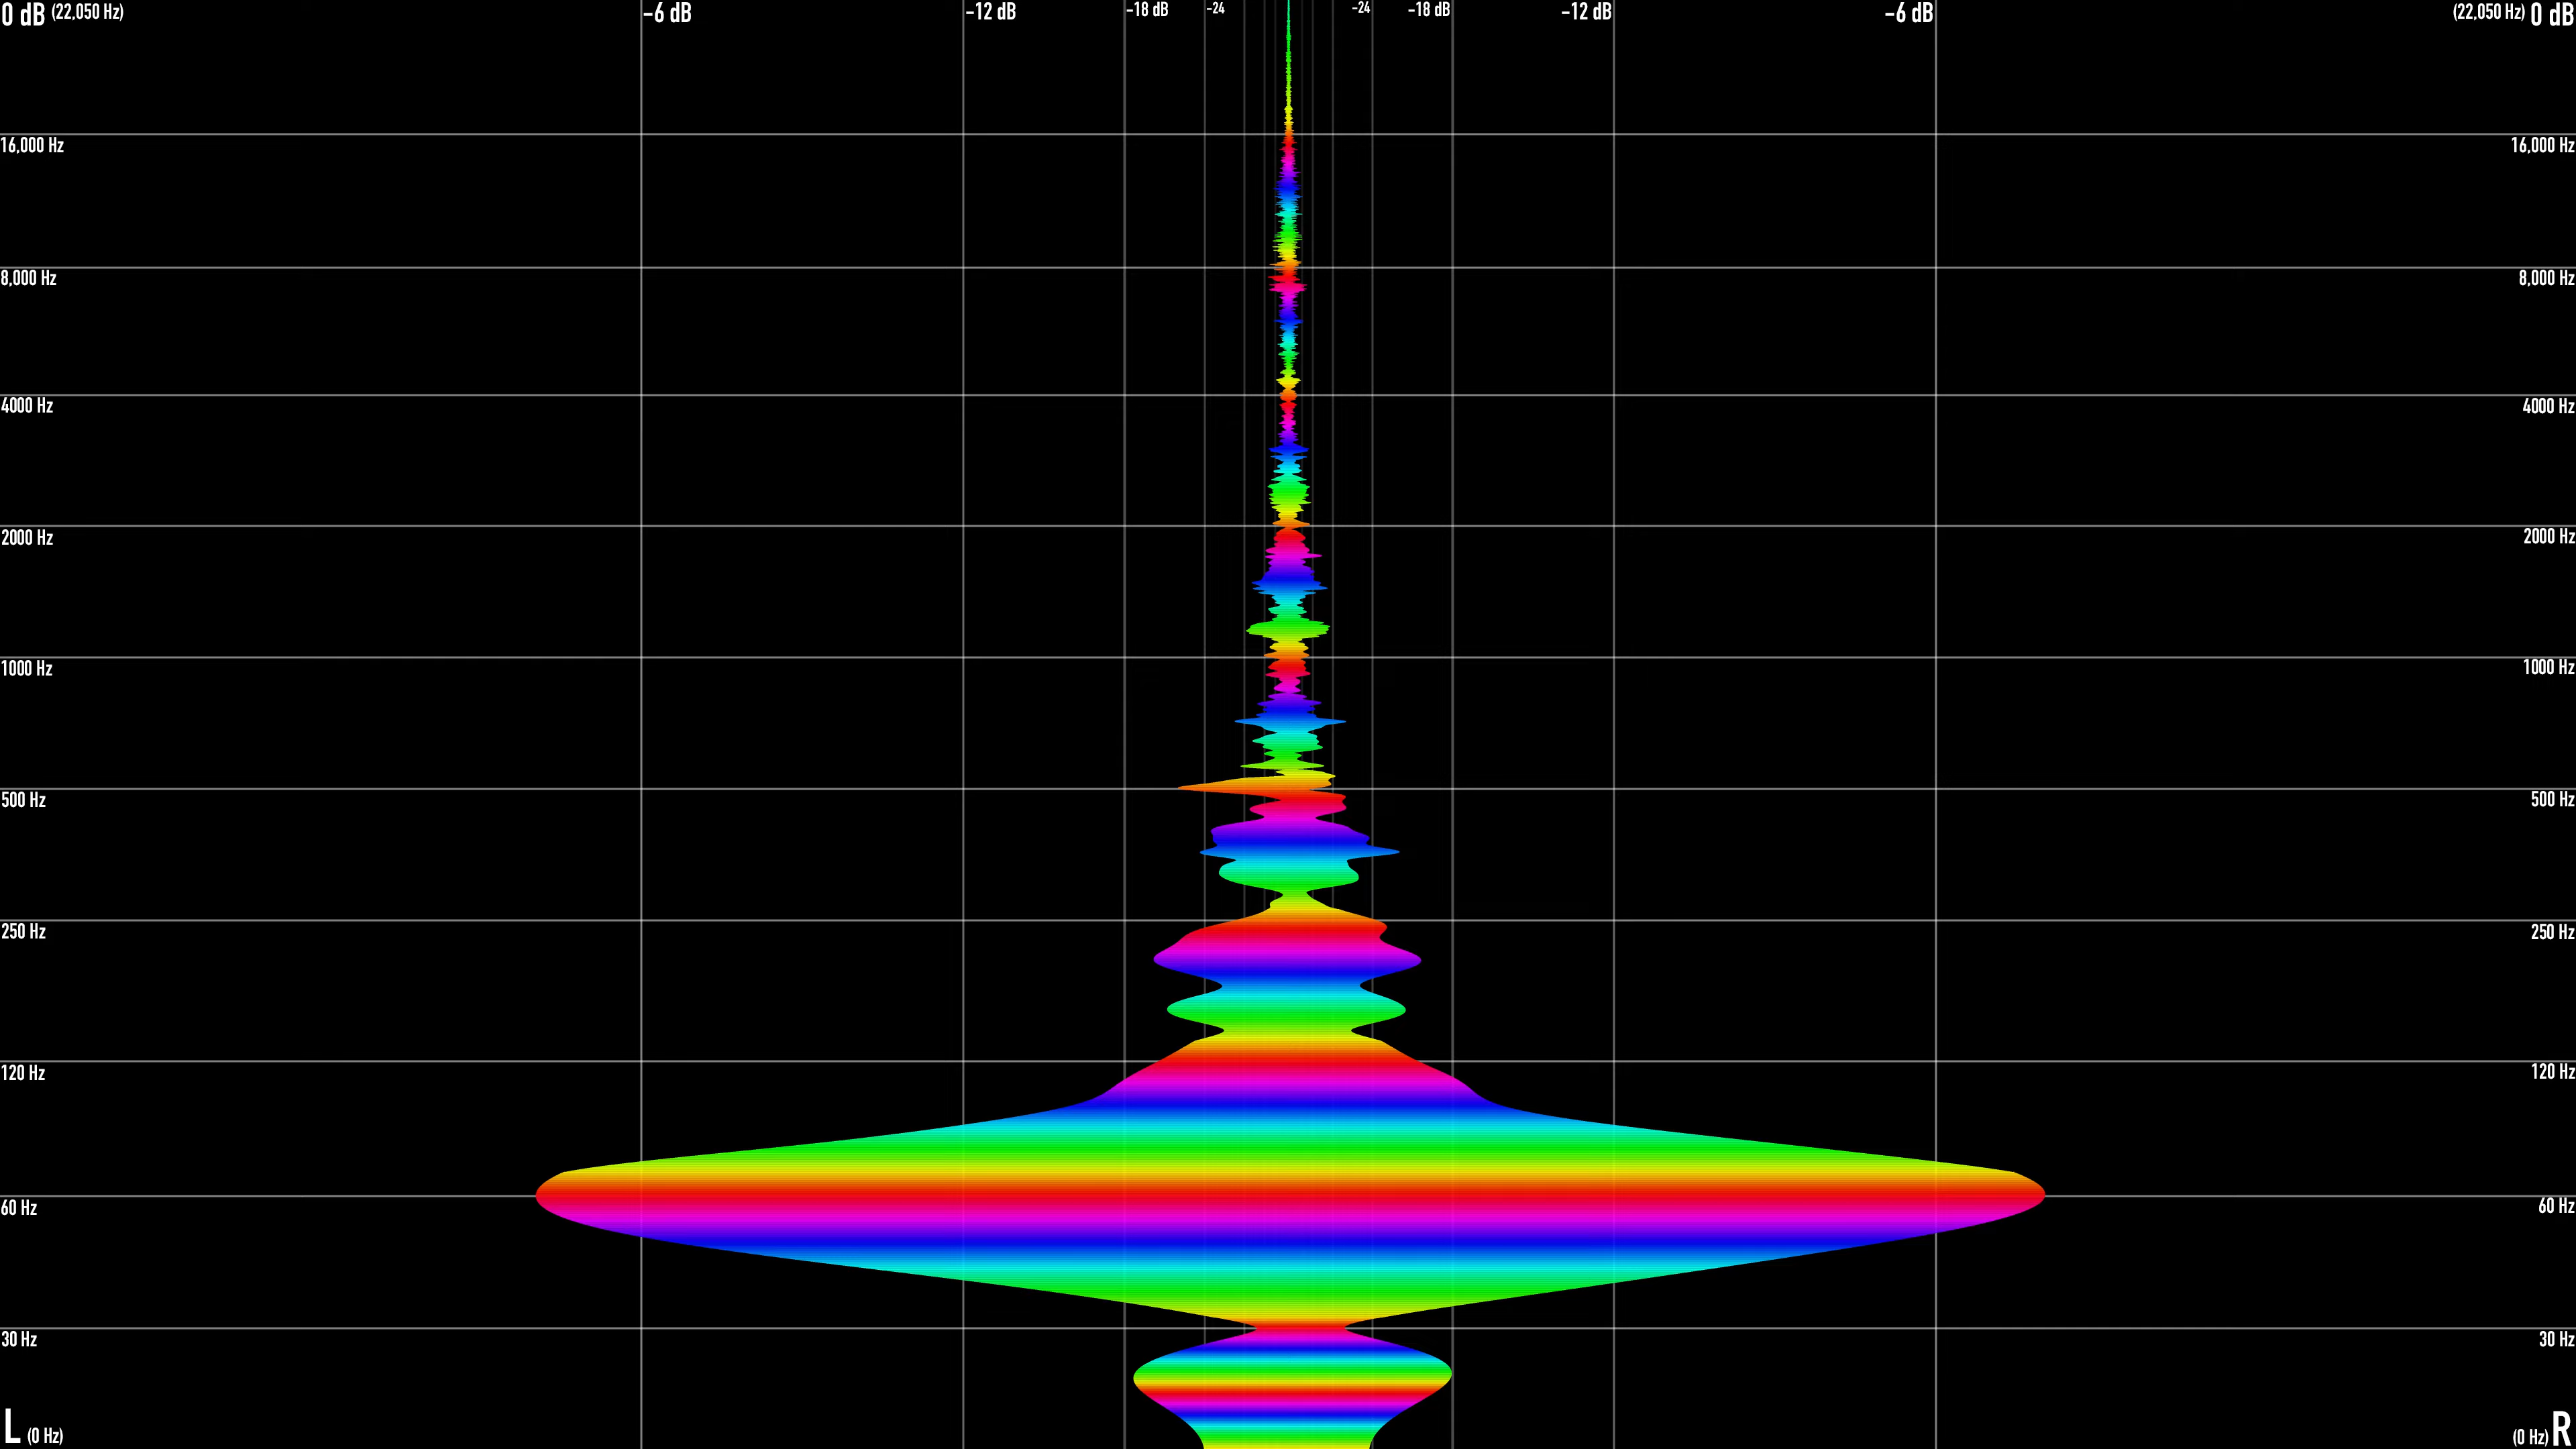 0 dB (22,050 Hz) −6 dB −12 dB −18 dB −24 −24 −18 dB −12 dB −6 dB (22,050 Hz) 0 dB
16,000 Hz 16,000 Hz
8,000 Hz 8,000 Hz
4000 Hz 4000 Hz
2000 Hz 2000 Hz
1000 Hz 1000 Hz
500 Hz 500 Hz
250 Hz 250 Hz
120 Hz 120 Hz
60 Hz 60 Hz
30 Hz 30 Hz
L (0 Hz) (0 Hz) R